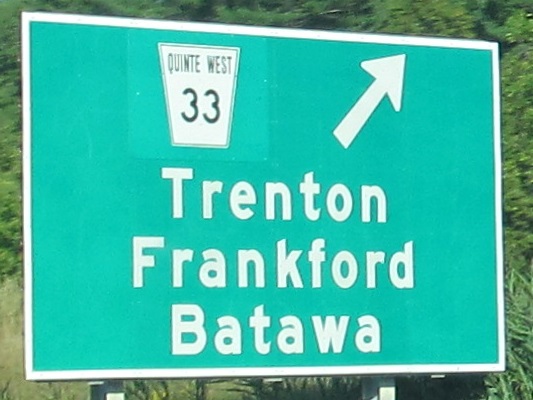 QUINTE WEST
33
Trenton
Frankford
Batawa